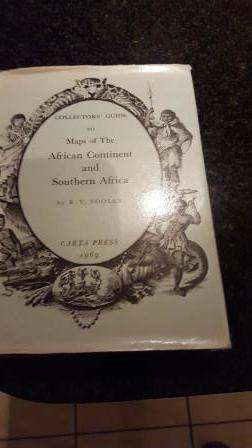 COLLECTORS' GUIDE
TO
Maps of The
African Continent
and
Southern Africa
by R. V. TOOLEY
CARTA PRESS
1969